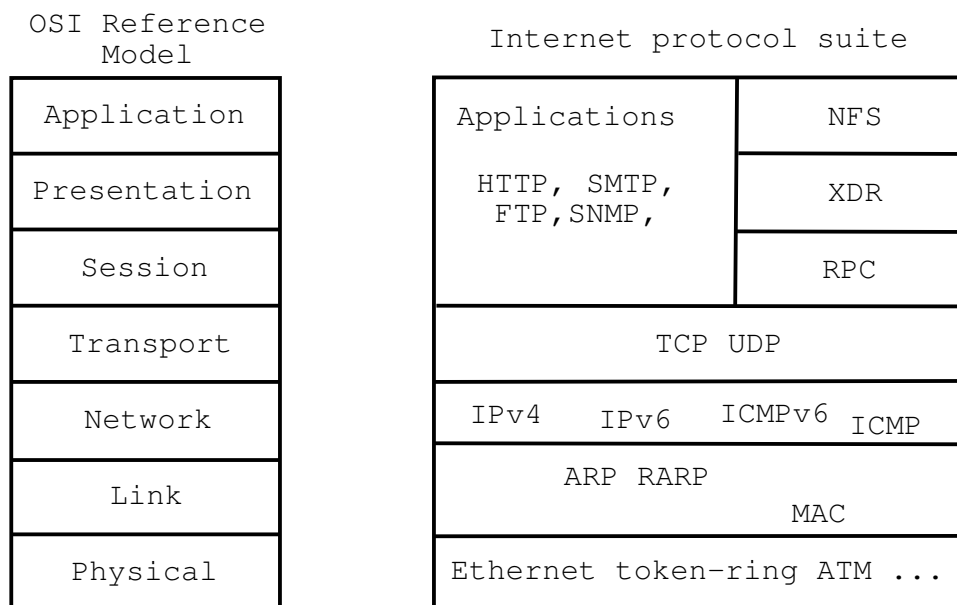 OSI Reference
Model
Application
Presentation
Session
Transport
Network
Link
Physical
Internet protocol suite
Applications
HTTP, SMTP,
FTP,SNMP,
NFS
XDR
RPC
TCP UDP
IPv4 IPv6 ICMPv6 ICMP
ARP RARP
MAC
Ethernet token-ring ATM ...